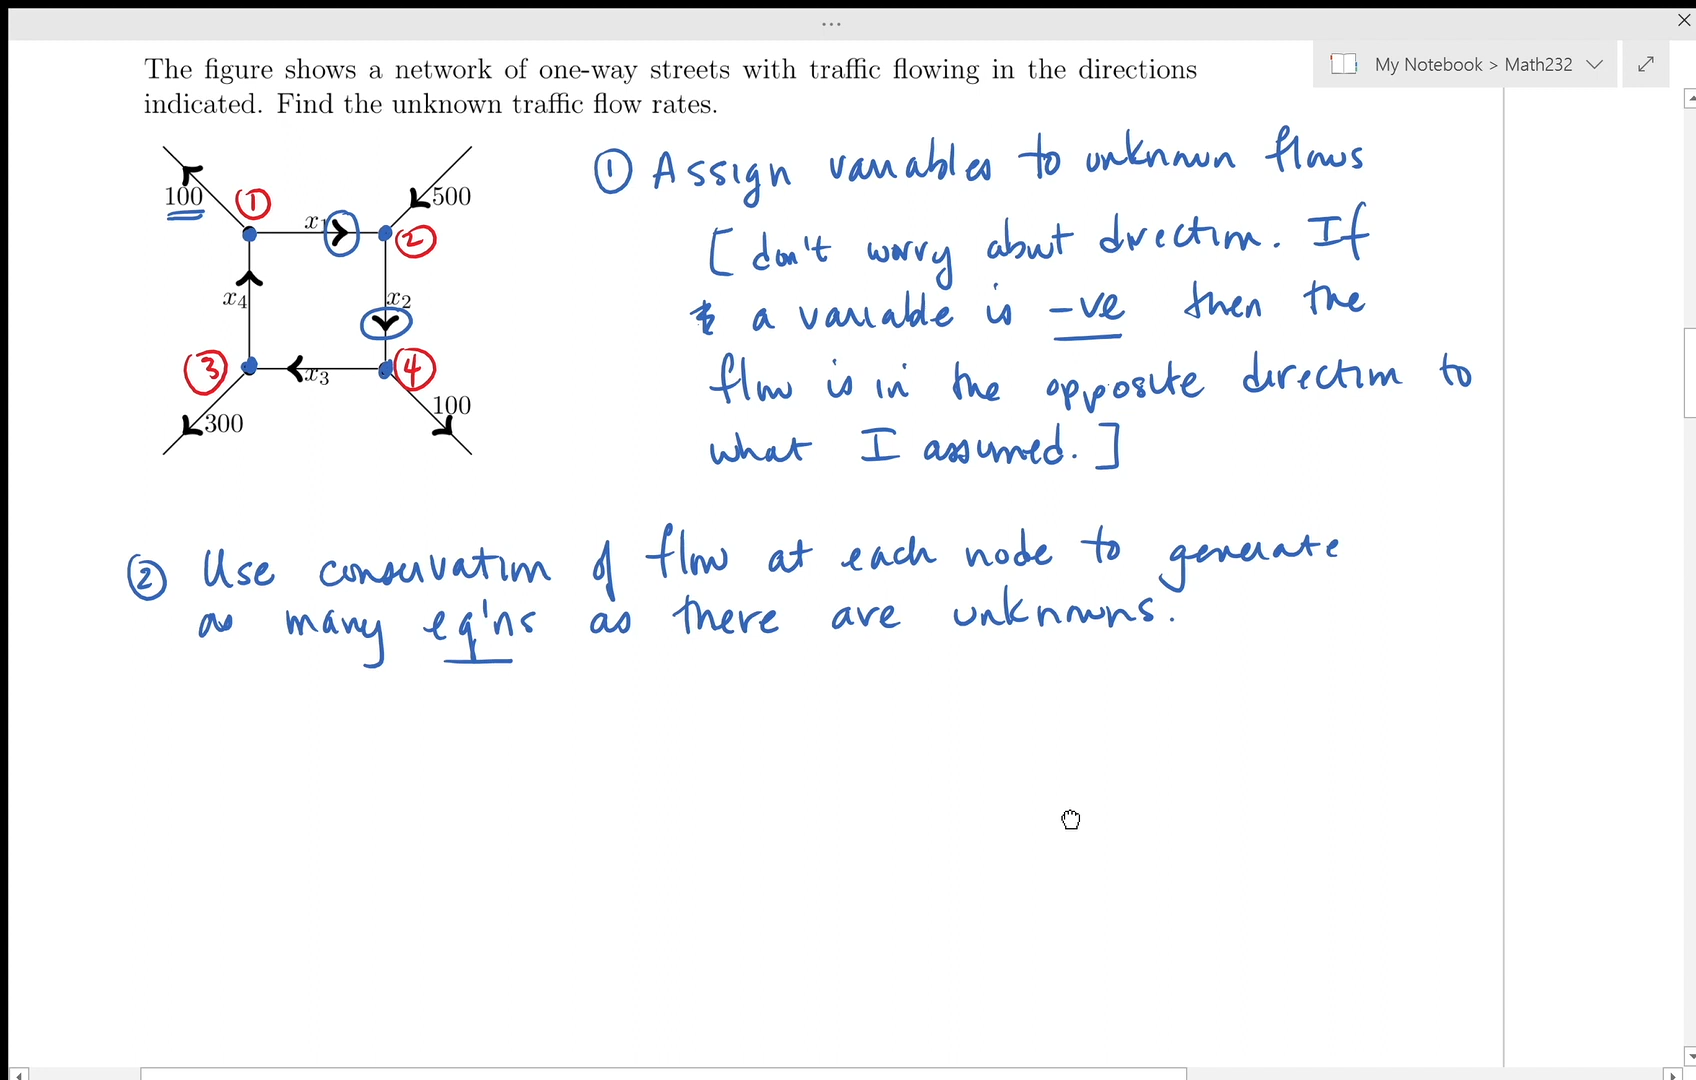 ...
My Notebook > Math232
The figure shows a network of one-way streets with traffic flowing in the directions
indicated. Find the unknown traffic flow rates.
100
①
x₁
500
②
x₄
x₂
③
x₃
④
300
100
① Assign variables to unknown flows
[don't worry about direction. If
a variable is -ve then the
flow is in the opposite direction to
what I assumed.]
② Use conservation of flow at each node to generate
as many eq'ns as there are unknowns.